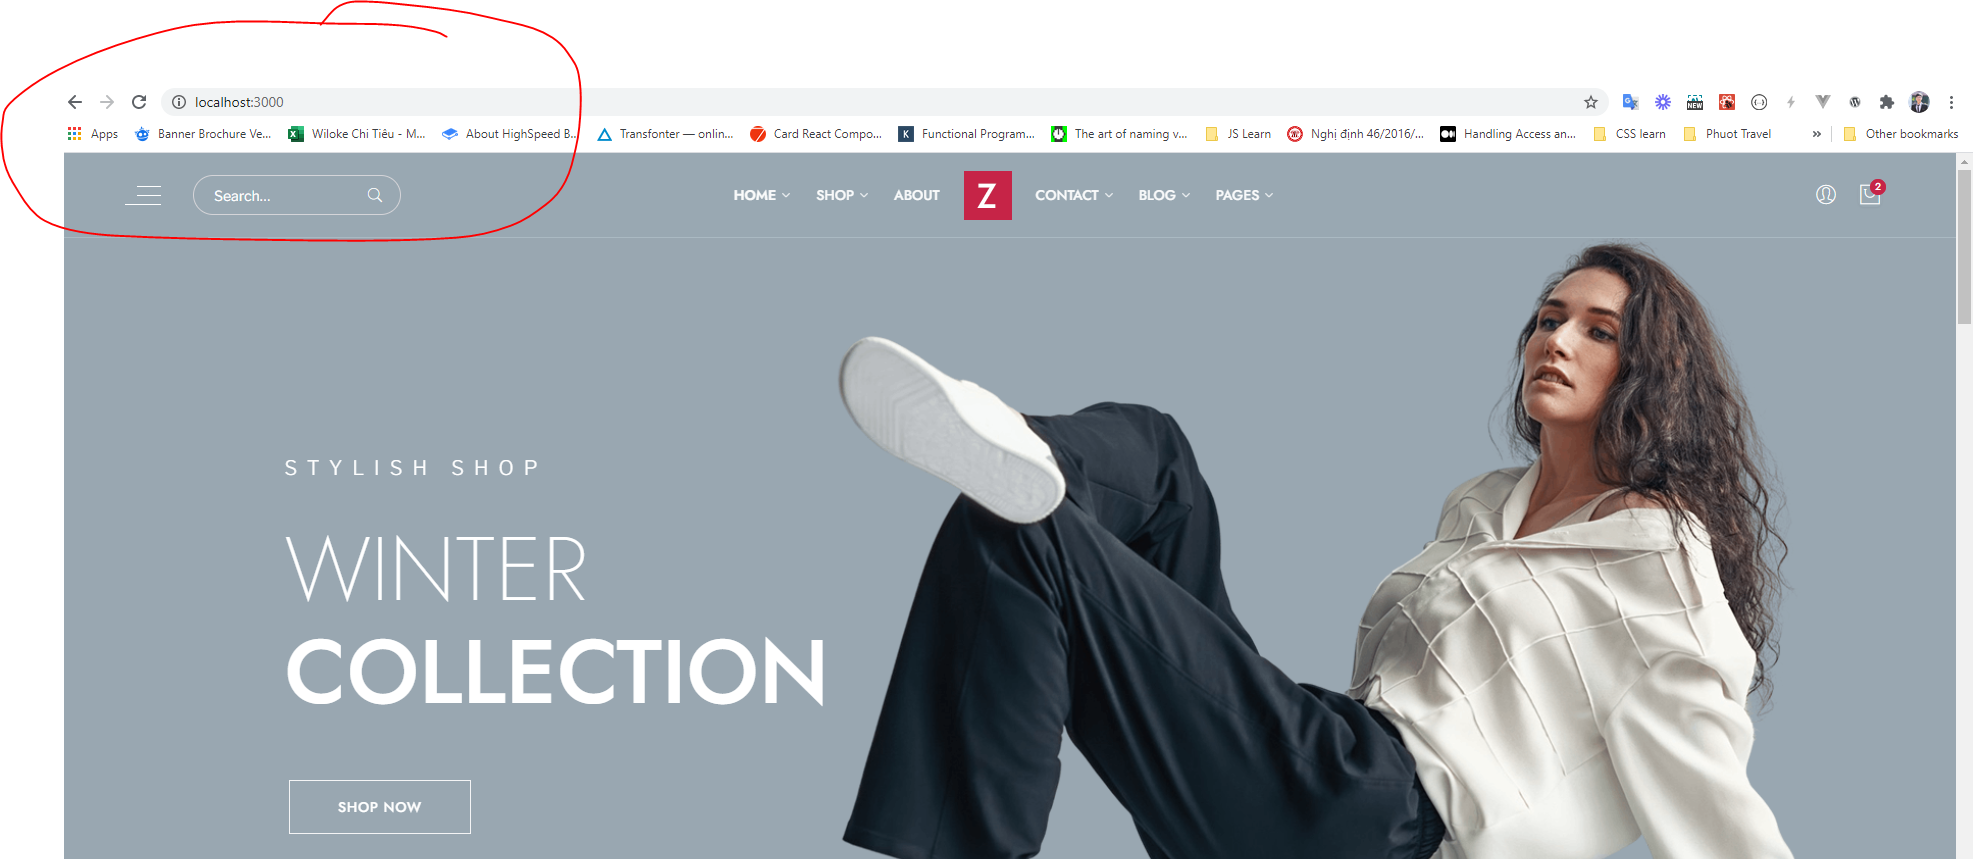 localhost:3000
Apps Banner Brochure Ve... Wiloke Chi Tiêu - M... About HighSpeed B... Transfonter — onlin... Card React Compo... Functional Program... The art of naming v... JS Learn Nghị định 46/2016/... Handling Access an... CSS learn Phuot Travel » Other bookmarks
Search... HOME SHOP ABOUT Z CONTACT BLOG PAGES 2
STYLISH SHOP
WINTER
COLLECTION
SHOP NOW